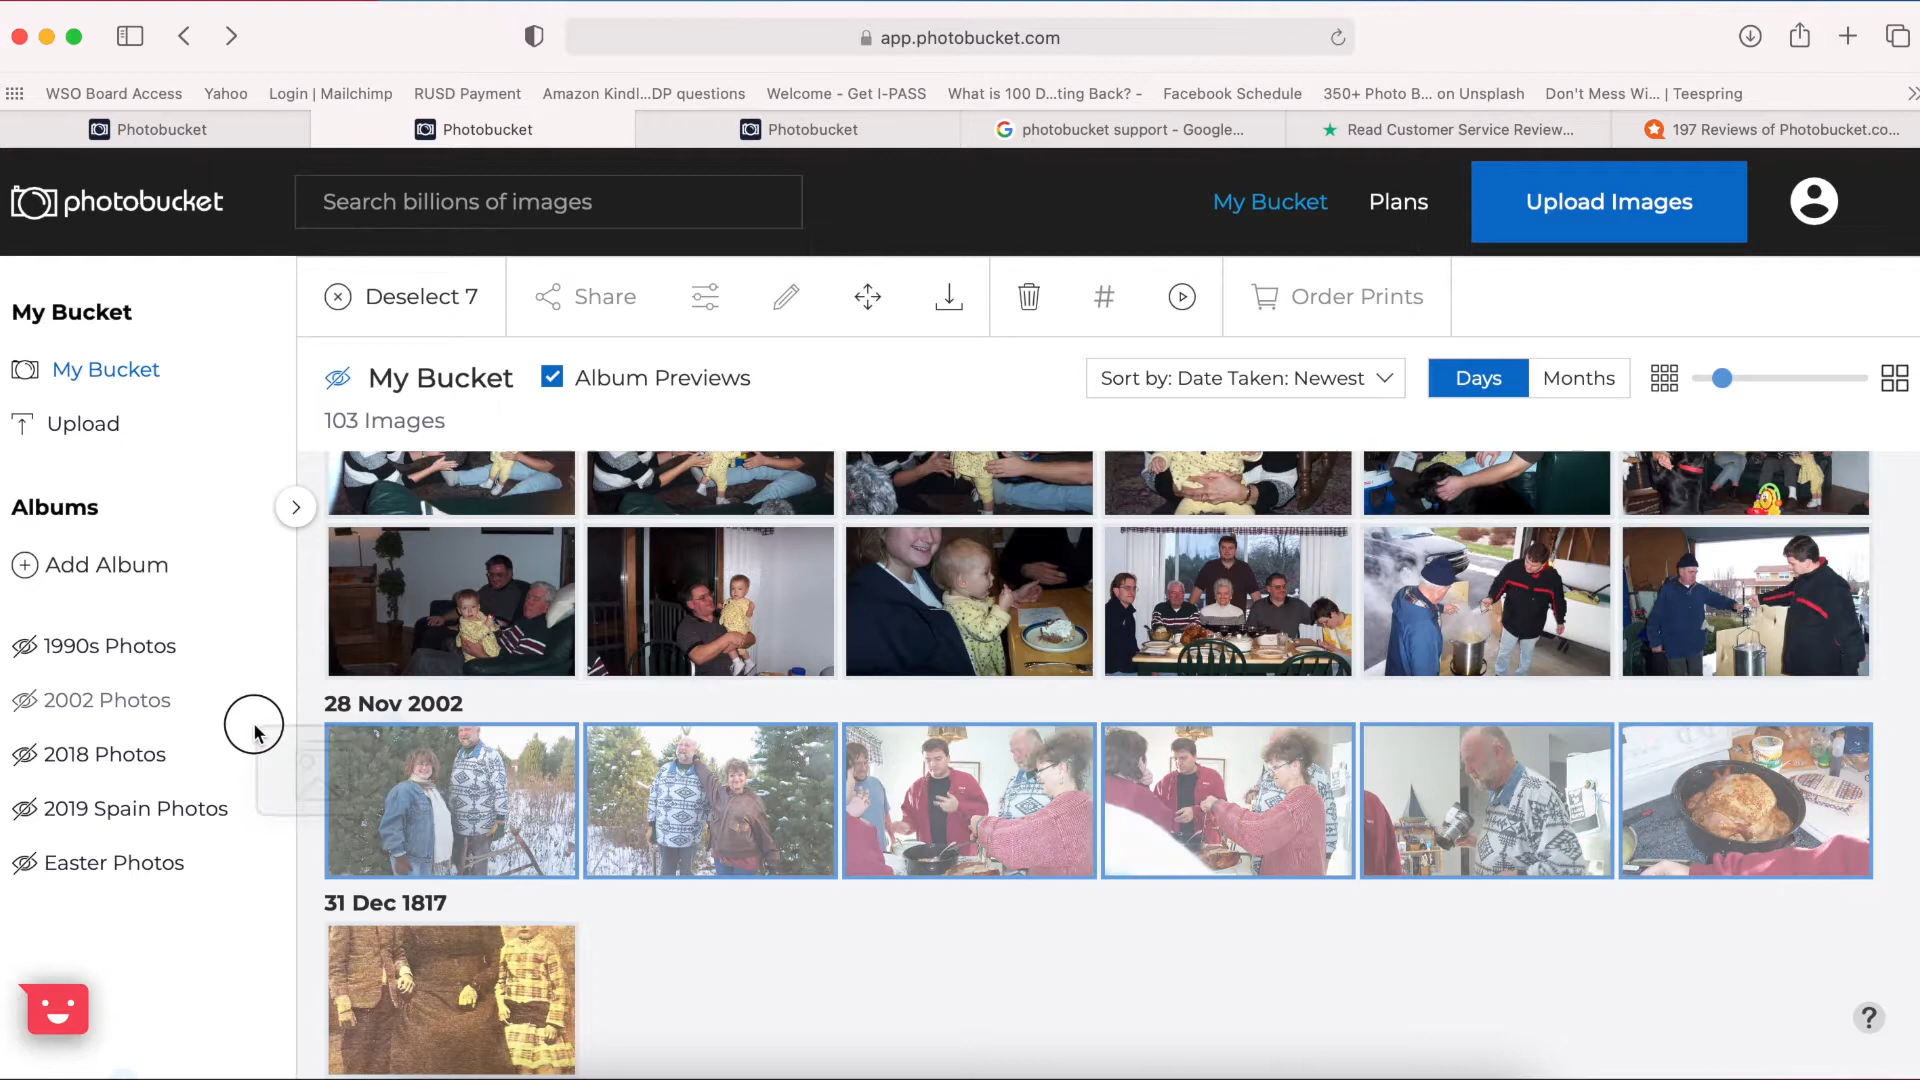 app.photobucket.com
WSO Board Access Yahoo Login | Mailchimp RUSD Payment Amazon Kindl...DP questions Welcome - Get I-PASS What is 100 D...ting Back? - Facebook Schedule 350+ Photo B... on Unsplash Don't Mess Wi... | Teespring
Photobucket Photobucket Photobucket photobucket support - Google... Read Customer Service Review... 197 Reviews of Photobucket.co...
photobucket Search billions of images My Bucket Plans Upload Images
My Bucket
My Bucket
Upload
Albums
Add Album
1990s Photos
2002 Photos
2018 Photos
2019 Spain Photos
Easter Photos
Deselect 7 Share # Order Prints
My Bucket Album Previews Sort by: Date Taken: Newest Days Months
103 Images
28 Nov 2002
31 Dec 1817
?